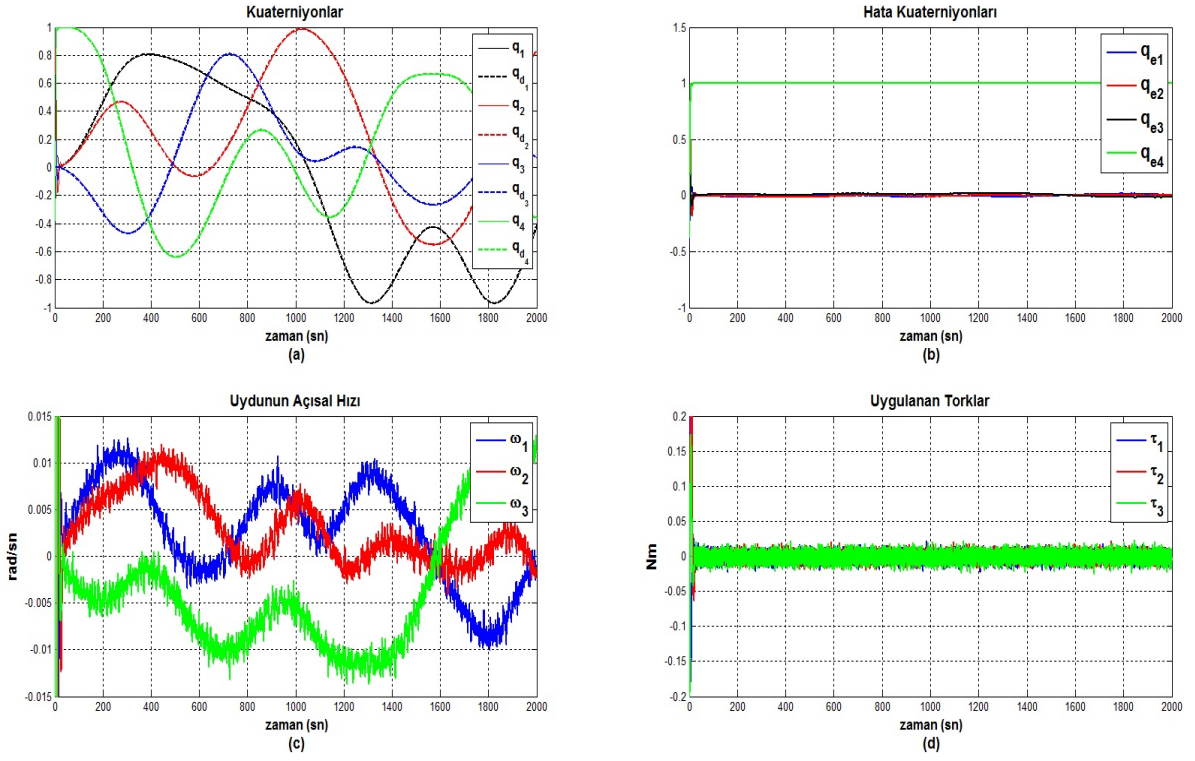 Kuaterniyonlar
1
0.8
0.6
0.4
0.2
0
-0.2
-0.4
-0.6
-0.8
-1
0 200 400 600 800 1000 1200 1400 1600 1800 2000
zaman (sn)
(a)
q1
qd1
q2
qd2
q3
qd3
q4
qd4
Hata Kuaterniyonları
1.5
1
0.5
0
-0.5
-1
0 200 400 600 800 1000 1200 1400 1600 1800 2000
zaman (sn)
(b)
qe1
qe2
qe3
qe4
Uydunun Açısal Hızı
rad/sn
0.015
0.010
0.005
0
-0.005
-0.01
-0.015
0 200 400 600 800 1000 1200 1400 1600 1800 2000
zaman (sn)
(c)
ω1
ω2
ω3
Uygulanan Torklar
Nm
0.2
0.15
0.1
0.05
0
-0.05
-0.1
-0.15
-0.2
0 200 400 600 800 1000 1200 1400 1600 1800 2000
zaman (sn)
(d)
τ1
τ2
τ3